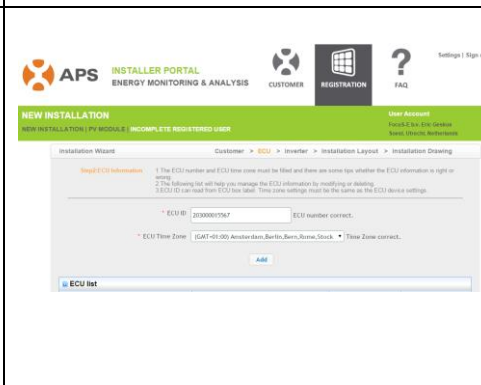 Settings | Sign
APS
INSTALLER PORTAL
ENERGY MONITORING & ANALYSIS
CUSTOMER
REGISTRATION
?
FAQ
NEW INSTALLATION
User Account
NEW INSTALLATION | PV MODULE | INCOMPLETE REGISTERED USER
Installation Wizard
Customer > ECU > Inverter > Installation Layout > Installation Drawing
ECU Information
1 The ECU number and ECU time zone must be filled and there are some tips whether the ECU information is right or
wrong.
2 The following list will help you manage the ECU information by modifying or deleting.
3 ECU ID can read from ECU box label. Time zone settings must be the same as the ECU device settings.
* ECU ID
203000015567
ECU number correct.
* ECU Time Zone
(GMT+01:00) Amsterdam,Berlin,Bern,Rome,Stock
Time Zone correct.
Add
ECU list